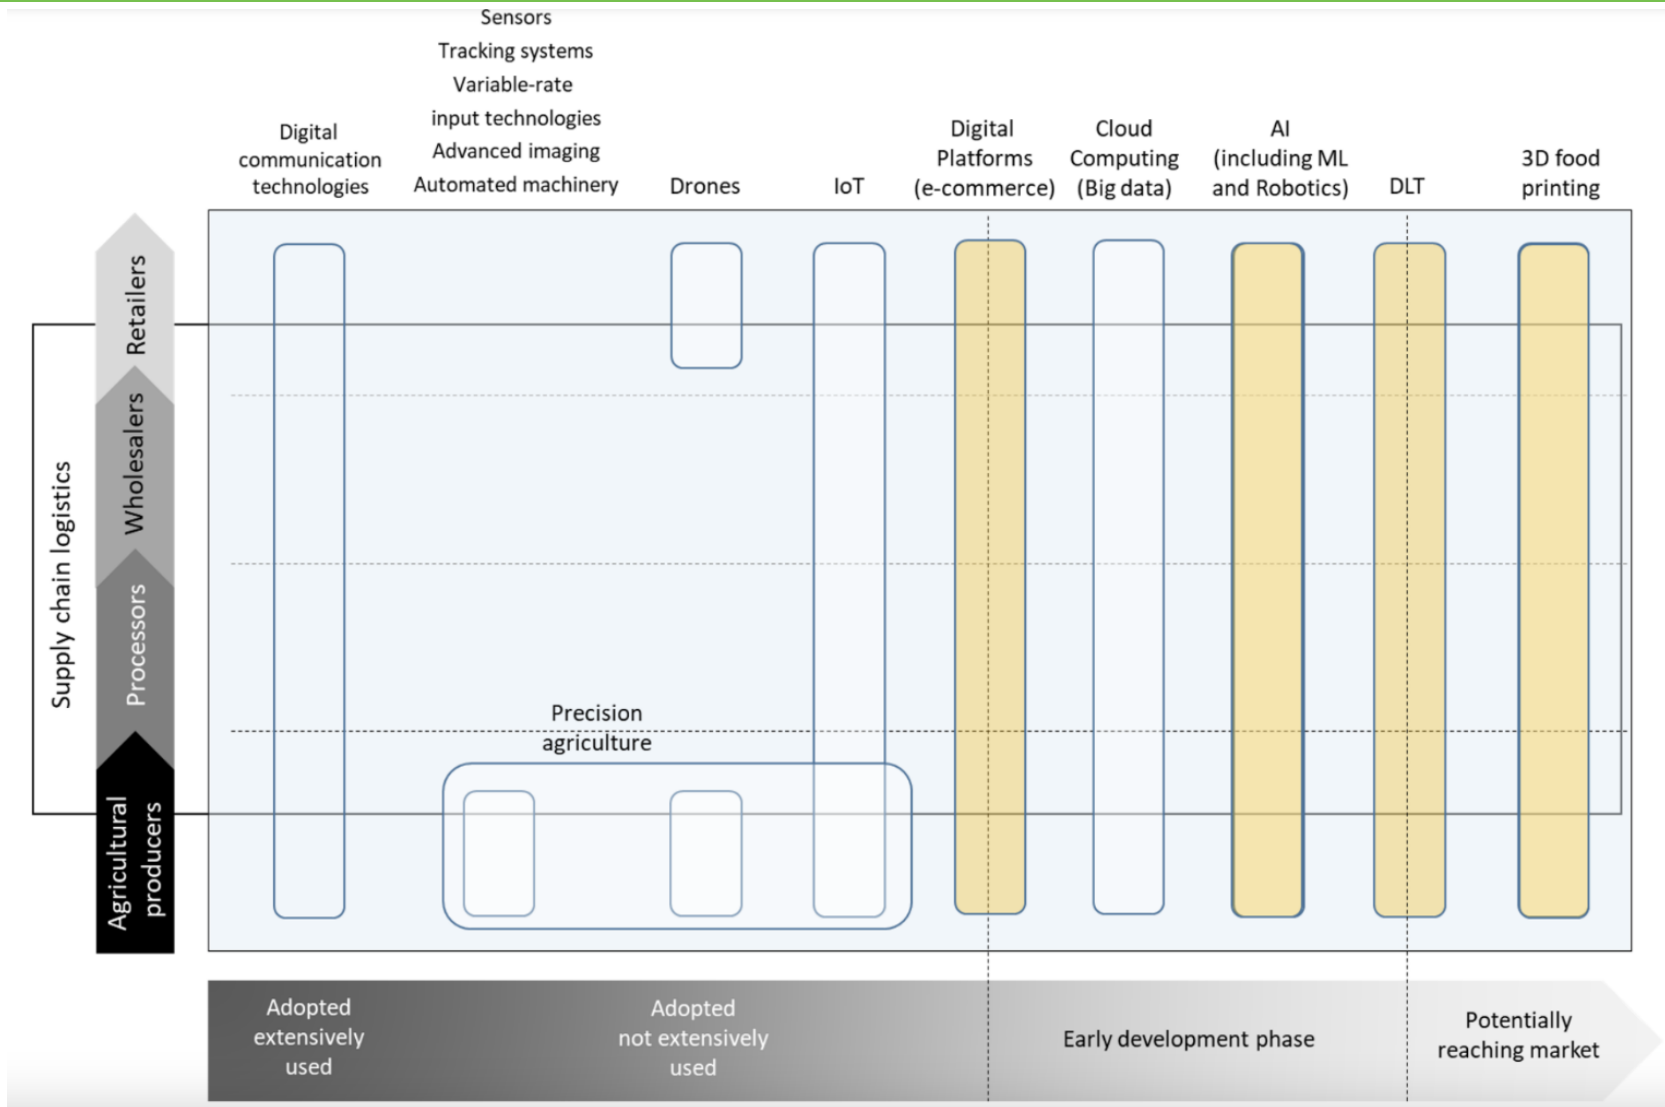 Sensors
Tracking systems
Variable-rate
input technologies
Advanced imaging
Automated machinery
Digital
communication
technologies
Drones
IoT
Digital
Platforms
(e-commerce)
Cloud
Computing
(Big data)
AI
(including ML
and Robotics)
DLT
3D food
printing
Supply chain logistics
Retailers
Wholesalers
Processors
Agricultural
producers
Precision
agriculture
Adopted
extensively
used
Adopted
not extensively
used
Early development phase
Potentially
reaching market